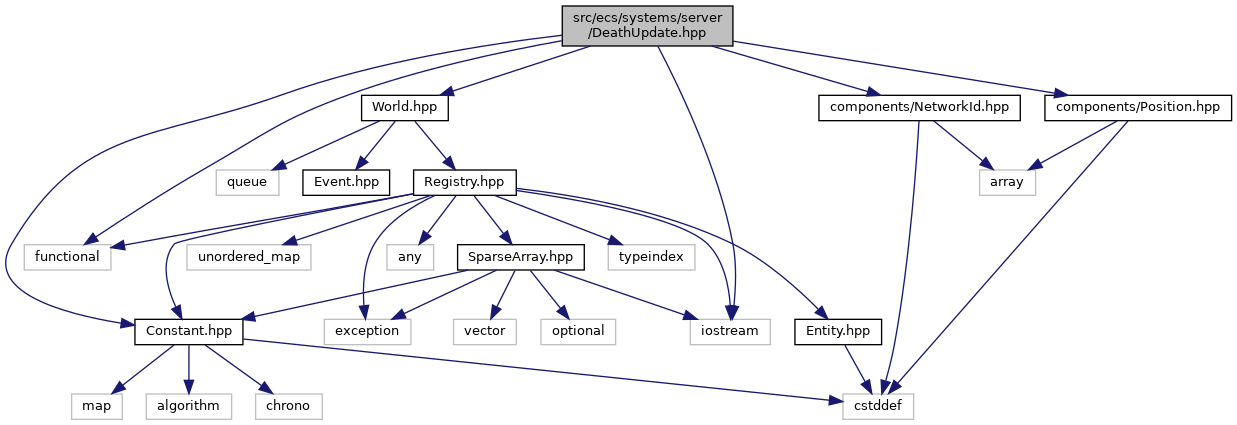 src/ecs/systems/server
/DeathUpdate.hpp
World.hpp
components/NetworkId.hpp
components/Position.hpp
queue
Event.hpp
Registry.hpp
array
functional
unordered_map
any
SparseArray.hpp
typeindex
Constant.hpp
exception
vector
optional
iostream
Entity.hpp
map
algorithm
chrono
cstddef